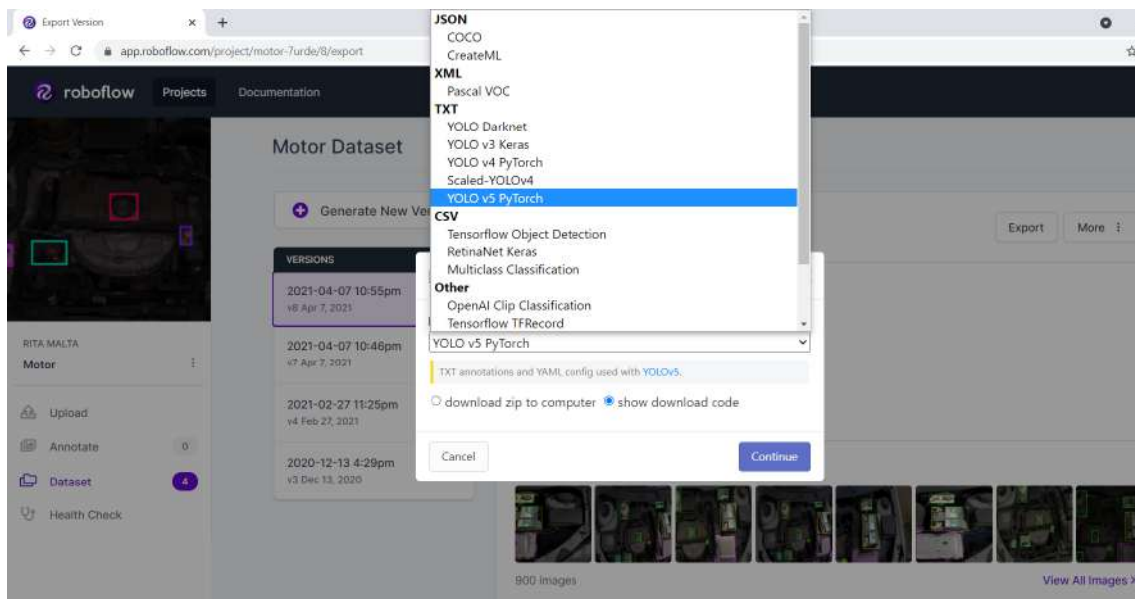 Export Version
app.roboflow.com/project/motor-7urde/8/export
roboflow
Projects
Documentation
JSON
COCO
CreateML
XML
Pascal VOC
TXT
YOLO Darknet
YOLO v3 Keras
YOLO v4 PyTorch
Scaled-YOLOv4
YOLO v5 PyTorch
CSV
Tensorflow Object Detection
RetinaNet Keras
Multiclass Classification
Other
OpenAI Clip Classification
Tensorflow TFRecord
YOLO v5 PyTorch
TXT annotations and YAML config used with YOLOv5.
download zip to computer
show download code
Cancel
Continue
Motor Dataset
Generate New Ve
Export
More
VERSIONS
2021-04-07 10:55pm
v8 Apr 7, 2021
2021-04-07 10:46pm
v7 Apr 7, 2021
2021-02-27 11:25pm
v4 Feb 27, 2021
2020-12-13 4:29pm
v3 Dec 13, 2020
RITA MALTA
Motor
Upload
Annotate
0
Dataset
4
Health Check
900 images
View All Images